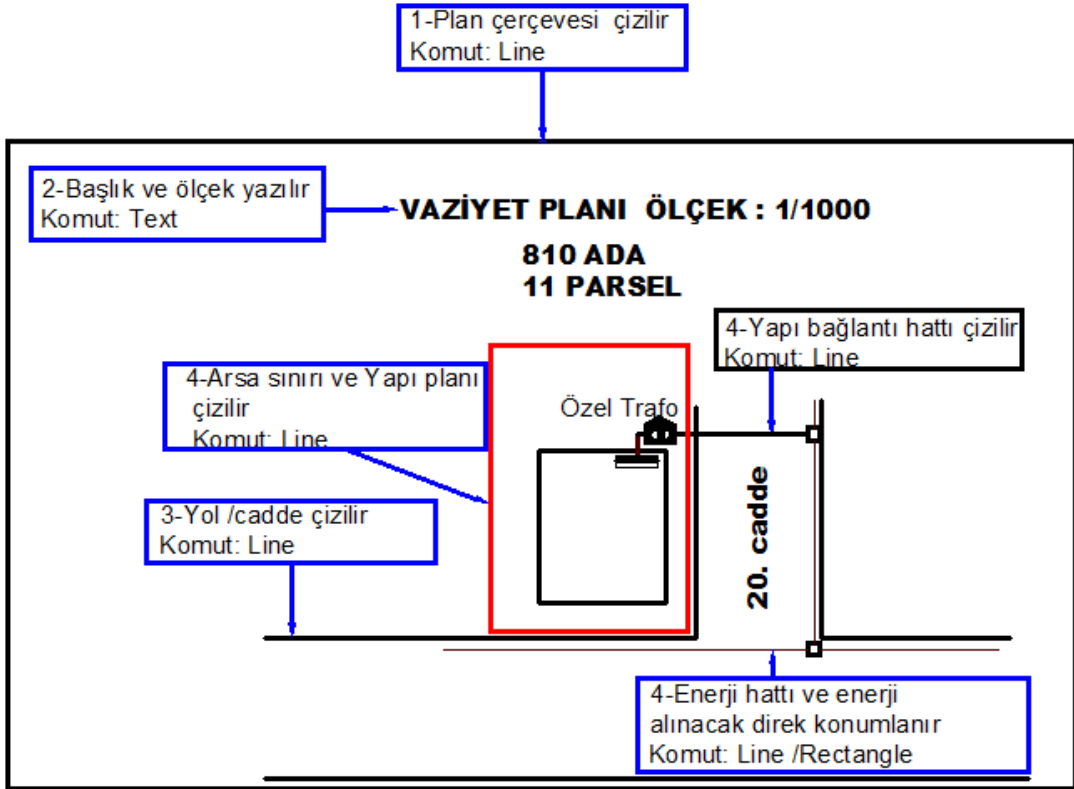 1-Plan çerçevesi çizilir
Komut: Line
2-Başlık ve ölçek yazılır
Komut: Text
VAZİYET PLANI ÖLÇEK : 1/1000
810 ADA
11 PARSEL
4-Yapı bağlantı hattı çizilir
Komut: Line
4-Arsa sınırı ve Yapı planı
çizilir
Komut: Line
Özel Trafo
3-Yol /cadde çizilir
Komut: Line
20. cadde
4-Enerji hattı ve enerji
alınacak direk konumlanır
Komut: Line /Rectangle